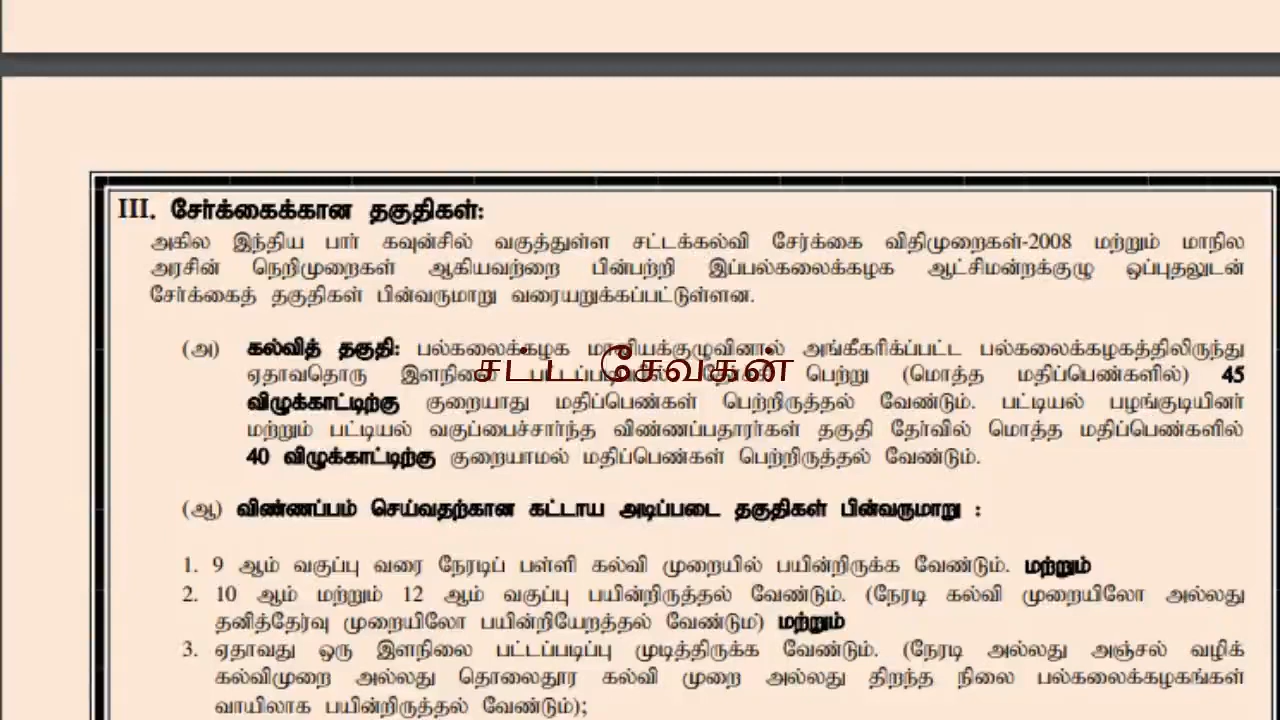 III. சேர்க்கைக்கான தகுதிகள்:
அகில இந்திய பார் கவுன்சில் வகுத்துள்ள சட்டக்கல்வி சேர்க்கை விதிமுறைகள்-2008 மற்றும் மாநில
அரசின் நெறிமுறைகள் ஆகியவற்றை பின்பற்றி இப்பல்கலைக்கழக ஆட்சிமன்றக்குழு ஒப்புதலுடன்
சேர்க்கைத் தகுதிகள் பின்வருமாறு வரையறுக்கப்பட்டுள்ளன.
(அ) கல்வித் தகுதி: பல்கலைக்கழக மானியக்குழுவினால் அங்கீகரிக்ப்பட்ட பல்கலைக்கழகத்திலிருந்து
சட்ட சேவகன்
ஏதாவதொரு இளநிலை பட்டப்படிப்பில் பெற்று (மொத்த மதிப்பெண்களில்) 45
விழுக்காட்டிற்கு குறையாது மதிப்பெண்கள் பெற்றிருத்தல் வேண்டும். பட்டியல் பழங்குடியினர்
மற்றும் பட்டியல் வகுப்பைச்சார்ந்த விண்ணப்பதாரர்கள் தகுதி தேர்வில் மொத்த மதிப்பெண்களில்
40 விழுக்காட்டிற்கு குறையாமல் மதிப்பெண்கள் பெற்றிருத்தல் வேண்டும்.
(ஆ) விண்ணப்பம் செய்வதற்கான கட்டாய அடிப்படை தகுதிகள் பின்வருமாறு :
1. 9 ஆம் வகுப்பு வரை நேரடிப் பள்ளி கல்வி முறையில் பயின்றிருக்க வேண்டும். மற்றும்
2. 10 ஆம் மற்றும் 12 ஆம் வகுப்பு பயின்றிருத்தல் வேண்டும். (நேரடி கல்வி முறையிலோ அல்லது
தனித்தேர்வு முறையிலோ பயின்றியேறத்தல் வேண்டும) மற்றும்
3. ஏதாவது ஒரு இளநிலை பட்டப்படிப்பு முடித்திருக்க வேண்டும். (நேரடி அல்லது அஞ்சல் வழிக்
கல்விமுறை அல்லது தொலைதூர கல்வி முறை அல்லது திறந்த நிலை பல்கலைக்கழகங்கள்
வாயிலாக பயின்றிருத்தல் வேண்டும்);